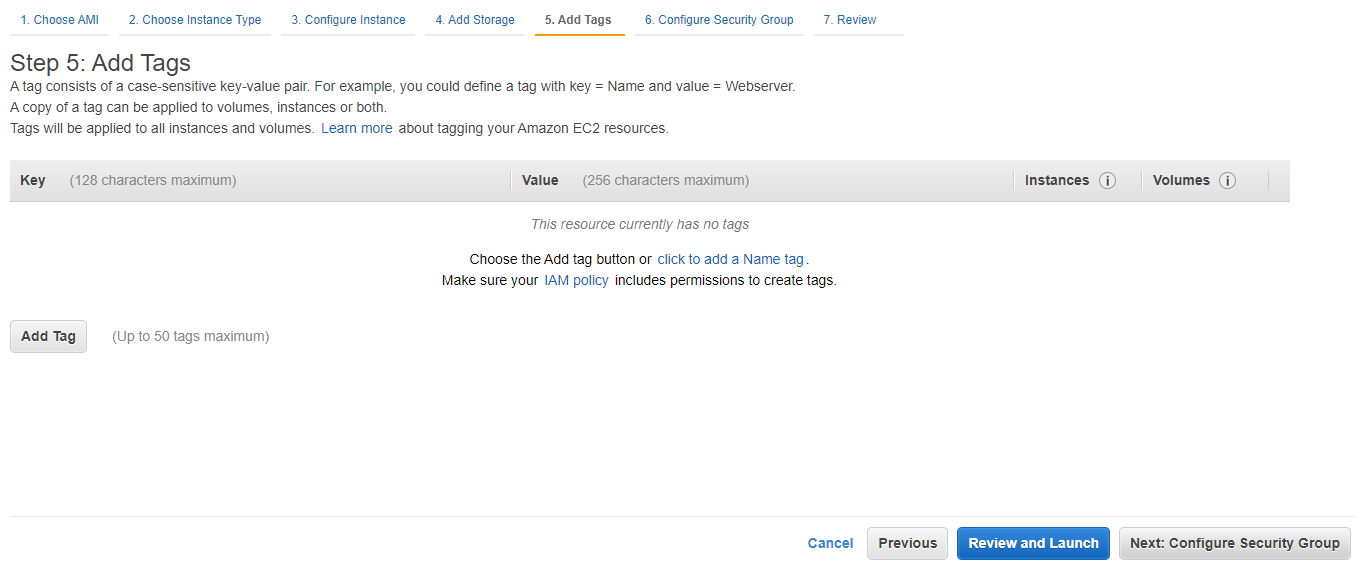 1. Choose AMI 2. Choose Instance Type 3. Configure Instance 4. Add Storage 5. Add Tags 6. Configure Security Group 7. Review
Step 5: Add Tags
A tag consists of a case-sensitive key-value pair. For example, you could define a tag with key = Name and value = Webserver.
A copy of a tag can be applied to volumes, instances or both.
Tags will be applied to all instances and volumes. Learn more about tagging your Amazon EC2 resources.
Key (128 characters maximum) Value (256 characters maximum) Instances i Volumes i
This resource currently has no tags
Choose the Add tag button or click to add a Name tag.
Make sure your IAM policy includes permissions to create tags.
Add Tag (Up to 50 tags maximum)
Cancel Previous Review and Launch Next: Configure Security Group